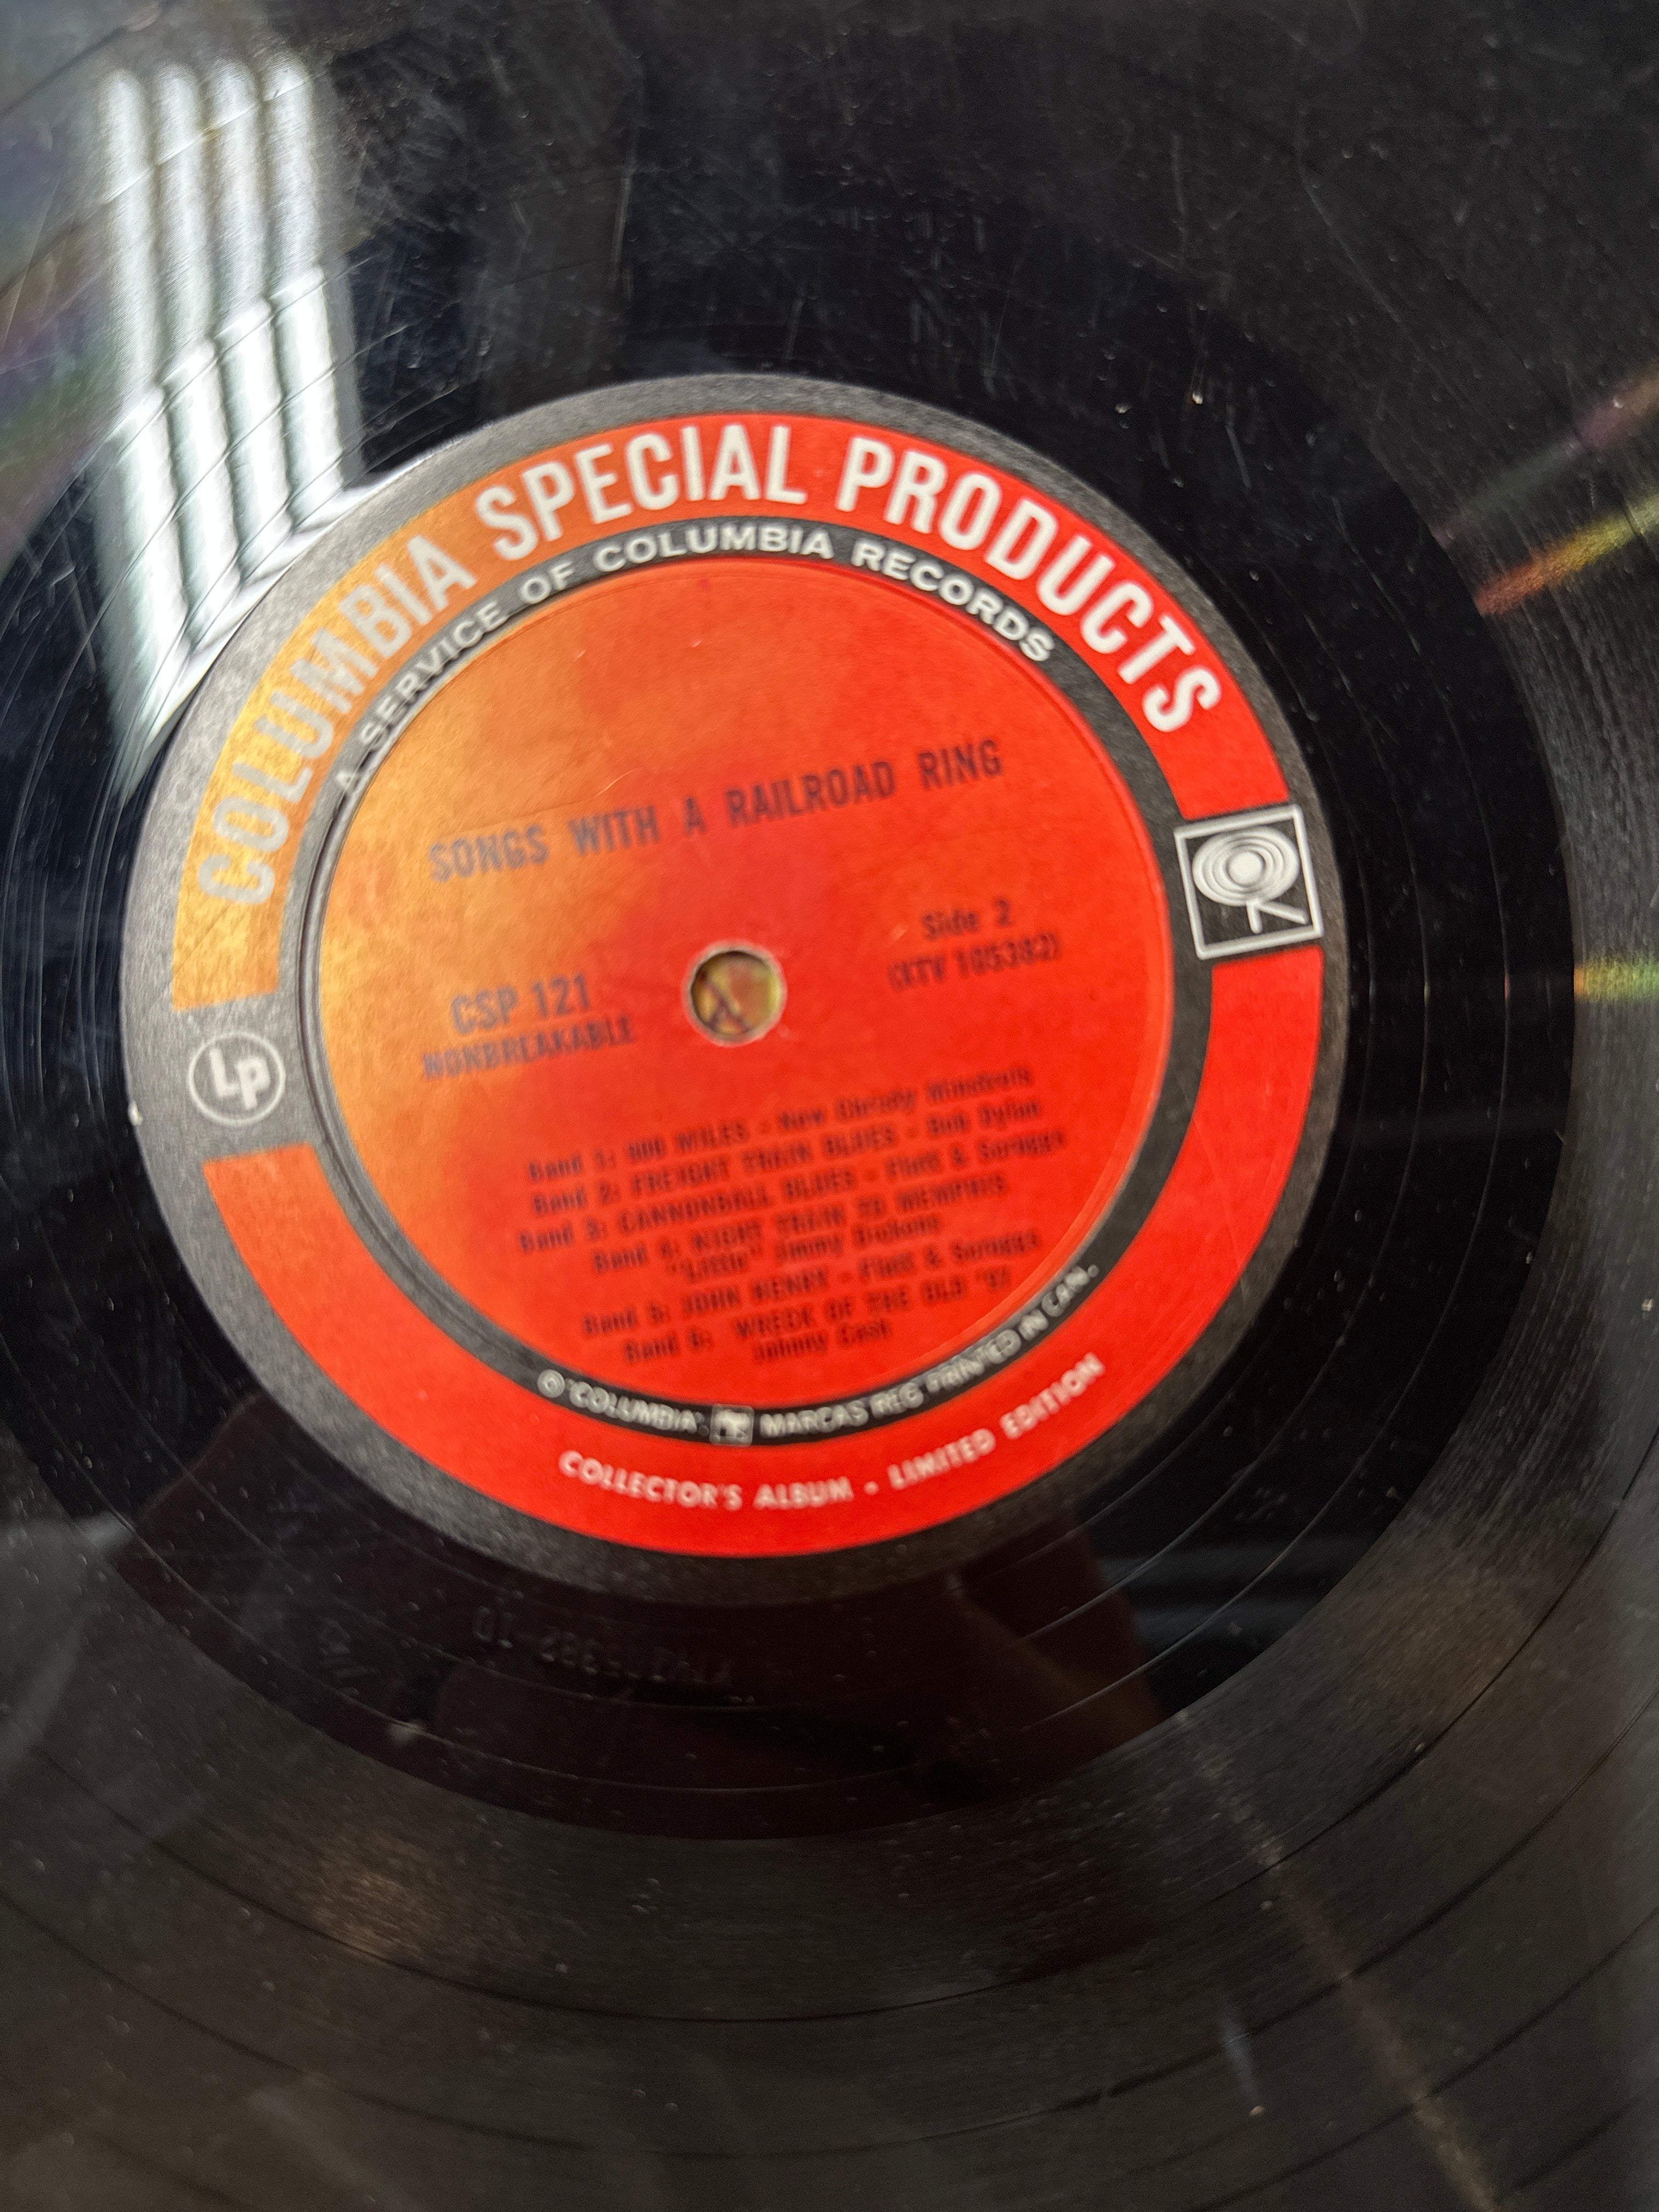 COLUMBIA SPECIAL PRODUCTS
A SERVICE OF COLUMBIA RECORDS
SONGS WITH A RAILROAD RING
Side 2
(XTV 105382)
CSP 121
NONBREAKABLE
Lp
Band 1: 900 MILES - New Christy Minstrels
Band 2: FREIGHT TRAIN BLUES - Bob Dylan
Band 3: CANNONBALL BLUES - Flatt & Scruggs
Band 4: NIGHT TRAIN TO MEMPHIS
"Little" Jimmy Dickens
Band 5: JOHN HENRY - Flatt & Scruggs
Band 6: WRECK OF THE OLD '97
Johnny Cash
"COLUMBIA", MARCAS REG PRINTED IN CAN.
COLLECTOR'S ALBUM • LIMITED EDITION